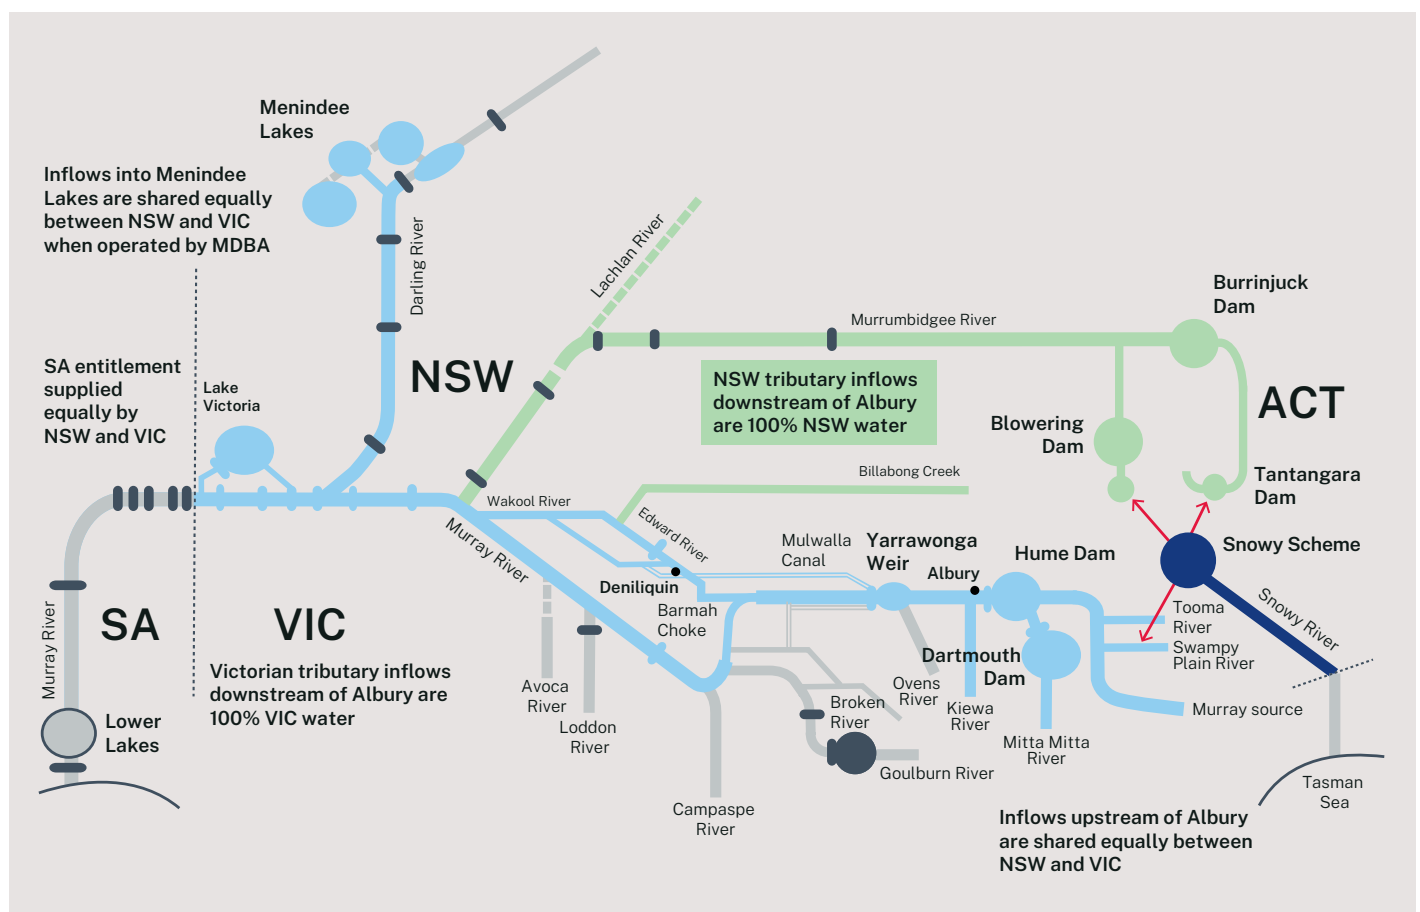 Menindee
Lakes
Inflows into Menindee
Lakes are shared equally
between NSW and VIC
when operated by MDBA
Darling River
Lachlan River
Burrinjuck
Dam
Murrumbidgee River
NSW
SA entitlement
supplied
equally by
NSW and VIC
Lake
Victoria
NSW tributary inflows
downstream of Albury
are 100% NSW water
ACT
Blowering
Dam
Billabong Creek
Tantangara
Dam
Wakool River
Edward River
Murray River
Mulwalla
Canal
Yarrawonga
Weir
Hume Dam
Snowy Scheme
Deniliquin
Albury
Barmah
Choke
Tooma
River
Snowy River
Swampy
Plain River
Murray River
SA
VIC
Victorian tributary inflows
downstream of Albury are
100% VIC water
Dartmouth
Dam
Avoca
River
Loddon
River
Ovens
River
Broken
River
Kiewa
River
Murray source
Lower
Lakes
Mitta Mitta
River
Goulburn River
Campaspe
River
Tasman
Sea
Inflows upstream of Albury
are shared equally between
NSW and VIC